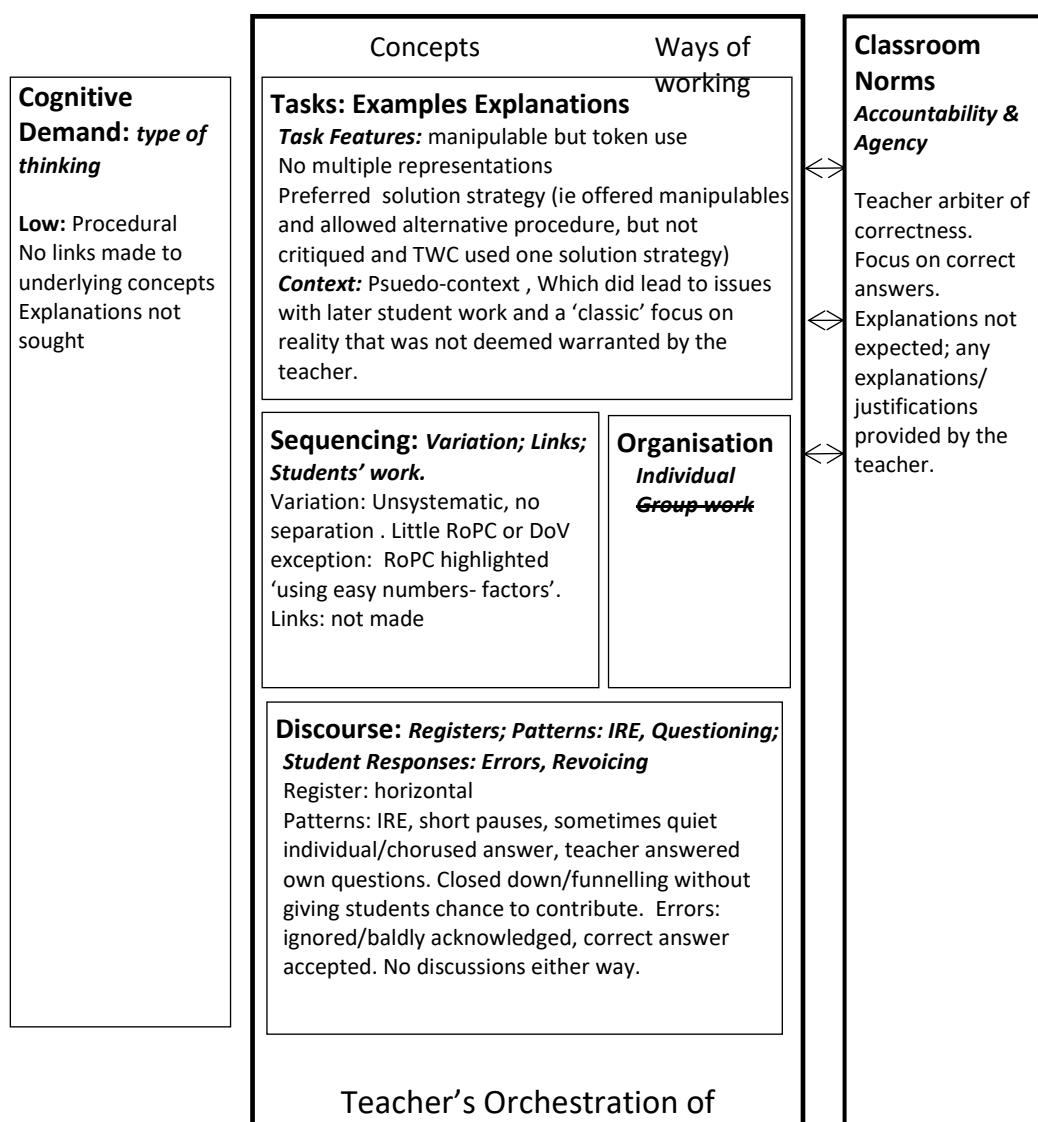 Concepts
Ways of
working
Cognitive
Demand: type of
thinking
Low: Procedural
No links made to
underlying concepts
Explanations not
sought
Tasks: Examples Explanations
Task Features: manipulable but token use
No multiple representations
Preferred solution strategy (ie offered manipulables
and allowed alternative procedure, but not
critiqued and TWC used one solution strategy)
Context: Psuedo-context , Which did lead to issues
with later student work and a ‘classic’ focus on
reality that was not deemed warranted by the
teacher.
Sequencing: Variation; Links;
Students’ work.
Variation: Unsystematic, no
separation . Little RoPC or DoV
exception: RoPC highlighted
‘using easy numbers- factors’.
Links: not made
Organisation
Individual
Group work
Discourse: Registers; Patterns: IRE, Questioning;
Student Responses: Errors, Revoicing
Register: horizontal
Patterns: IRE, short pauses, sometimes quiet
individual/chorused answer, teacher answered
own questions. Closed down/funnelling without
giving students chance to contribute. Errors:
ignored/baldly acknowledged, correct answer
accepted. No discussions either way.
Teacher’s Orchestration of
Classroom
Norms
Accountability &
Agency
Teacher arbiter of
correctness.
Focus on correct
answers.
Explanations not
expected; any
explanations/
justifications
provided by the
teacher.